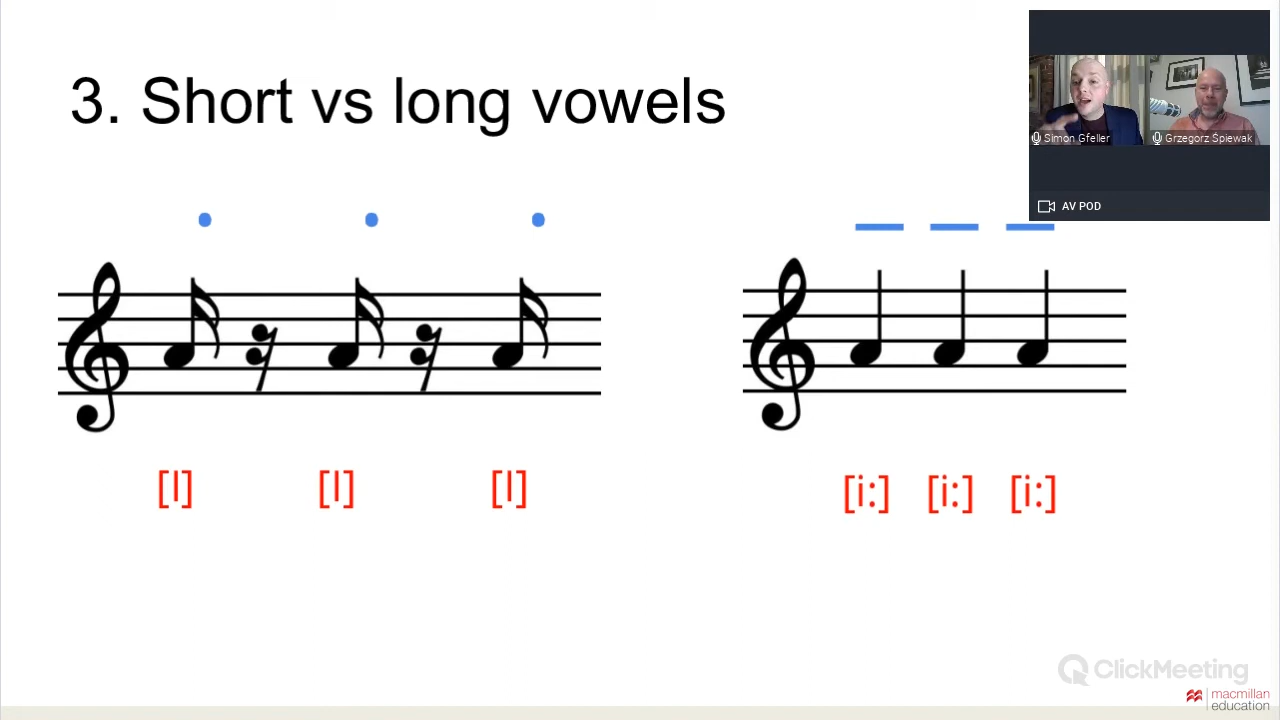 3. Short vs long vowels
Simon Gfeller
Grzegorz Śpiewak
AV POD
[I] [I] [I]
[i:] [i:] [i:]
ClickMeeting
macmillan
education